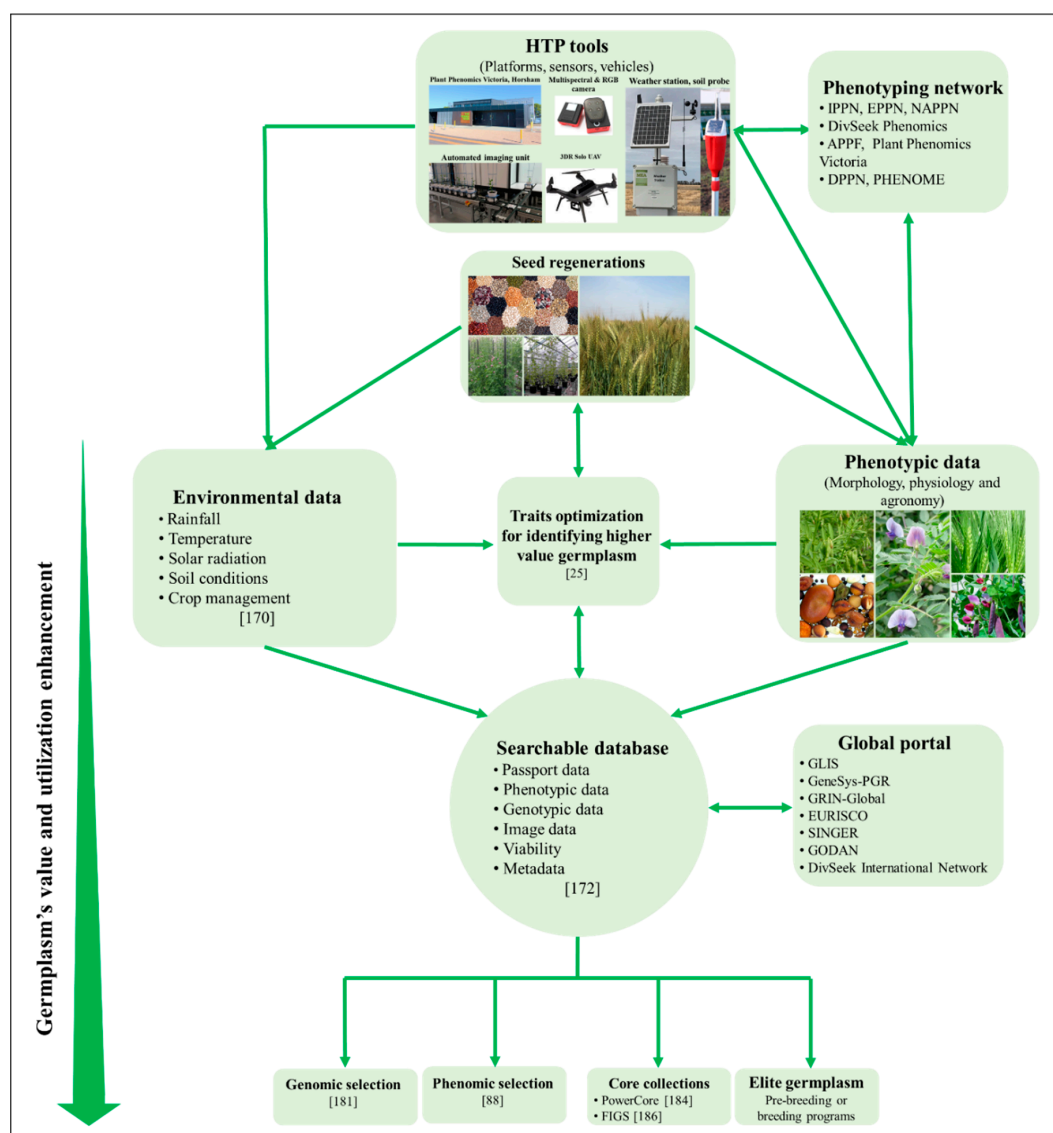 HTP tools
(Platforms, sensors, vehicles)
Plant Phenomics Victoria, Horsham
Multispectral & RGB
camera
Weather station, soil probe
Automated imaging unit
3DR Solo UAV
Phenotyping network
• IPPN, EPPN, NAPPN
• DivSeek Phenomics
• APPF, Plant Phenomics
Victoria
• DPPN, PHENOME
Seed regenerations
Environmental data
• Rainfall
• Temperature
• Solar radiation
• Soil conditions
• Crop management
[170]
Traits optimization
for identifying higher
value germplasm
[25]
Phenotypic data
(Morphology, physiology and
agronomy)
Germplasm's value and utilization enhancement
Searchable database
• Passport data
• Phenotypic data
• Genotypic data
• Image data
• Viability
• Metadata
[172]
Global portal
• GLIS
• GeneSys-PGR
• GRIN-Global
• EURISCO
• SINGER
• GODAN
• DivSeek International Network
Genomic selection
[181]
Phenomic selection
[88]
Core collections
• PowerCore [184]
• FIGS [186]
Elite germplasm
Pre-breeding or
breeding programs